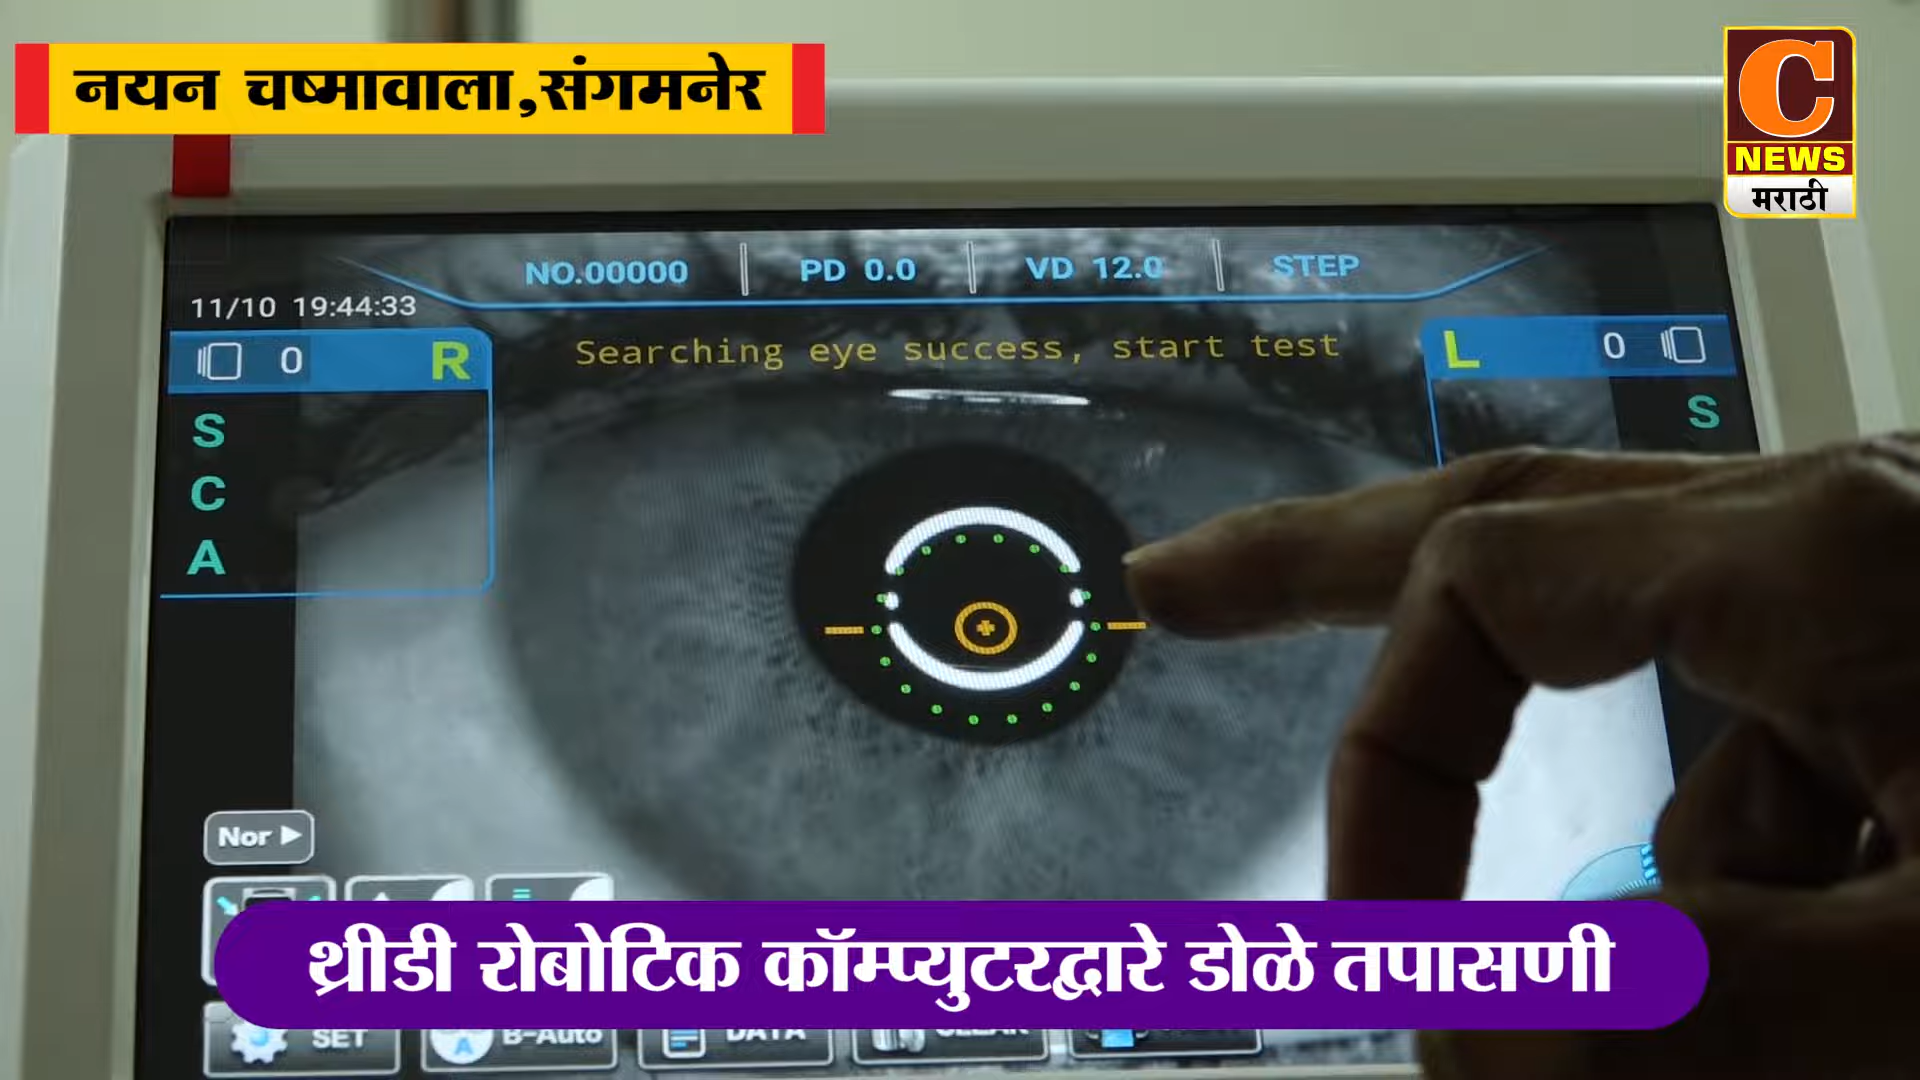 नयन चष्मावाला,संगमनेर
C
NEWS
मराठी
NO.00000 PD 0.0 VD 12.0 STEP
11/10 19:44:33
0 R
L 0
Searching eye success, start test
S
S
C
A
Nor
थ्रीडी रोबोटिक कॉम्प्युटरद्वारे डोळे तपासणी
SET B-Auto DATA CLEAR